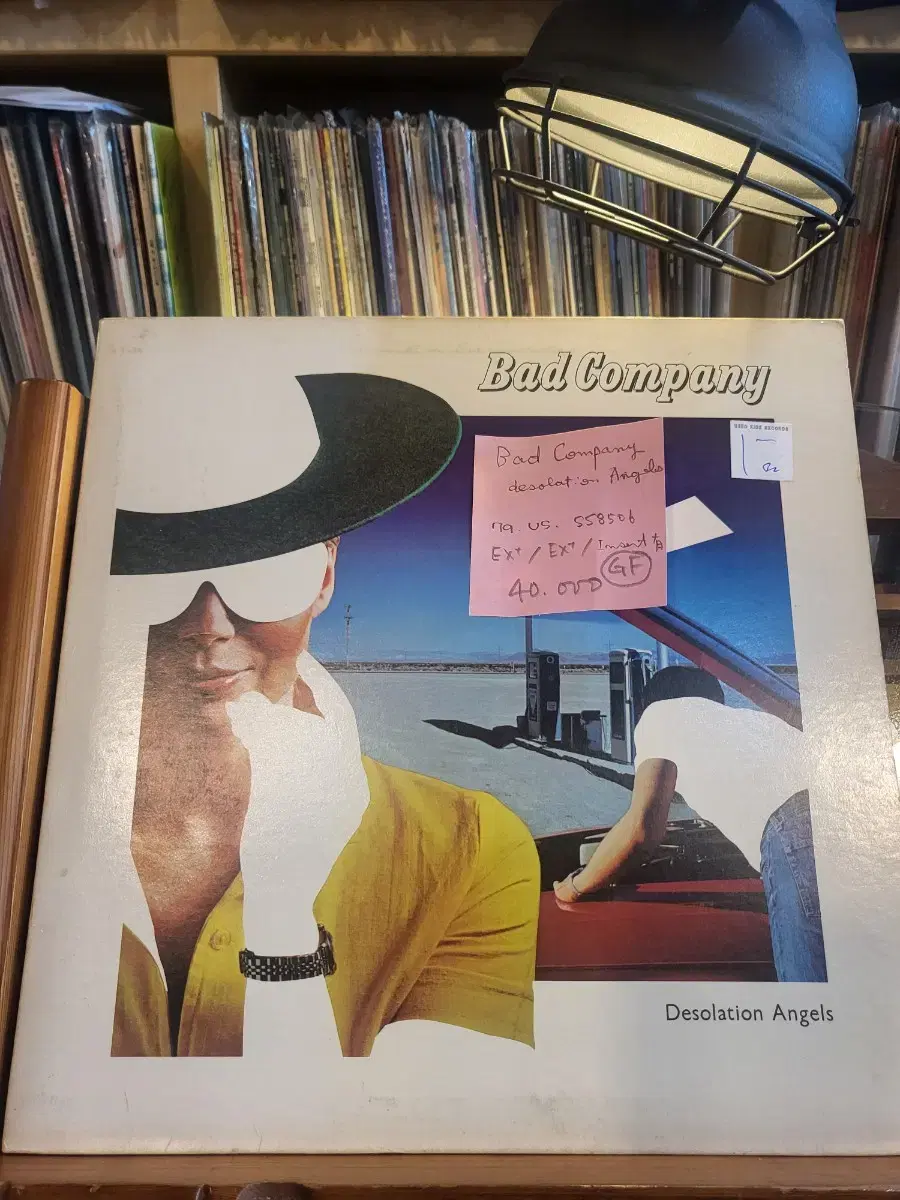 Bad Company
Bad Company
desolation Angels
79. US. 558506
EX+ / EX+ / Insert
40.000 GF
Desolation Angels